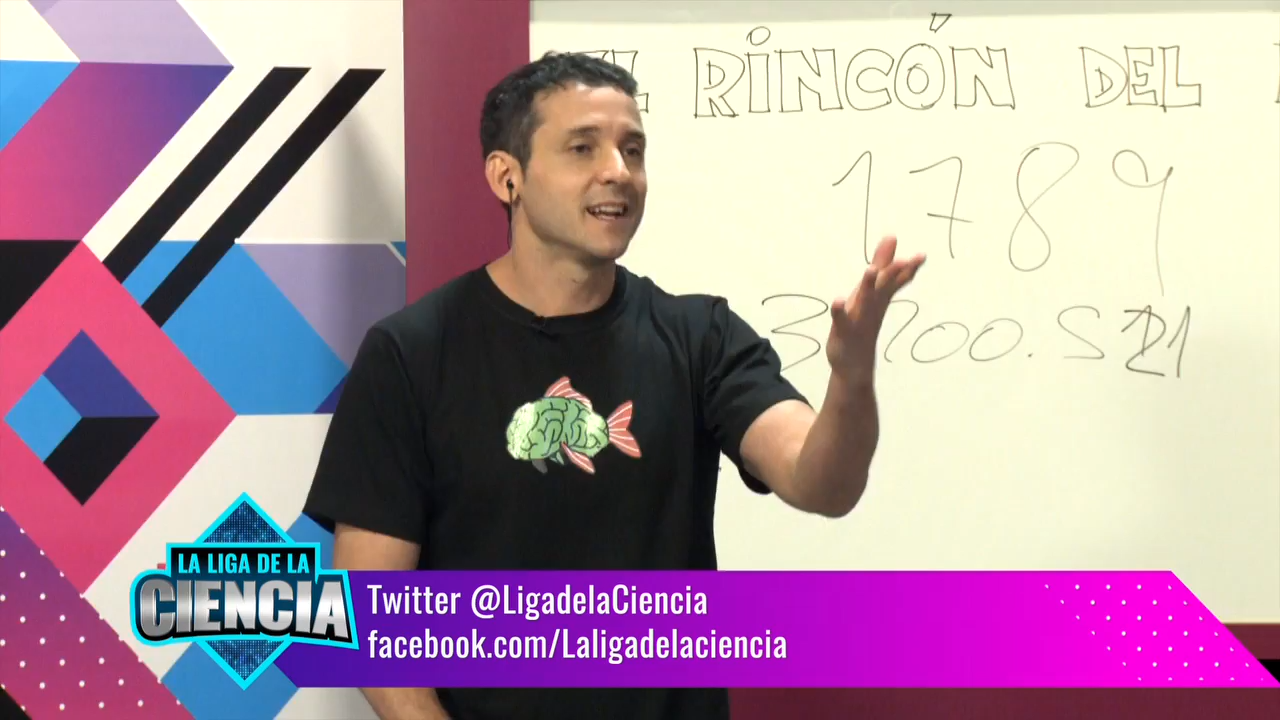 RINCÓN DEL
1789
LA LIGA DE LA
CIENCIA
Twitter @LigadelaCiencia
facebook.com/Laligadelaciencia